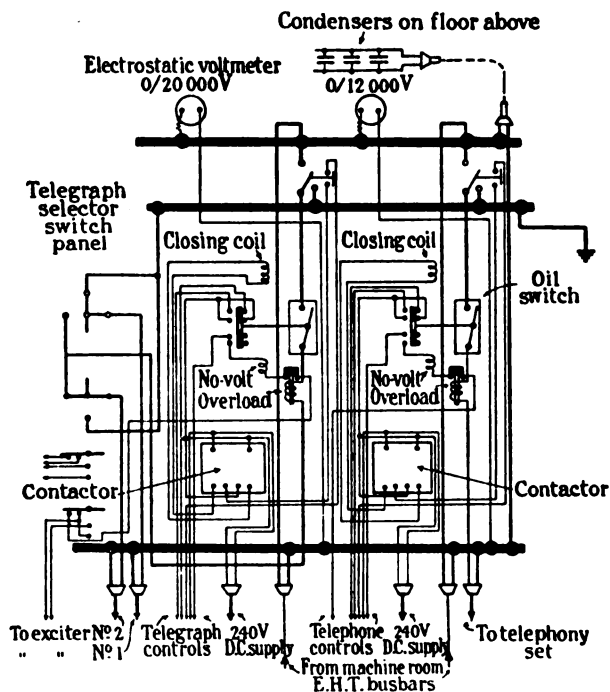 Condensers on floor above
Electrostatic voltmeter
0/20 000V
0/12 000V
Telegraph
selector
switch
panel
Closing coil
Closing coil
Oil
switch
No-volt
Overload
No-volt
Overload
Contactor
Contactor
To exciter No 2
" " No 1
Telegraph
controls
240V
D.C. supply
Telephone
controls
240V
D.C. supply
To telephony
set
From machine room
E.H.T. busbars